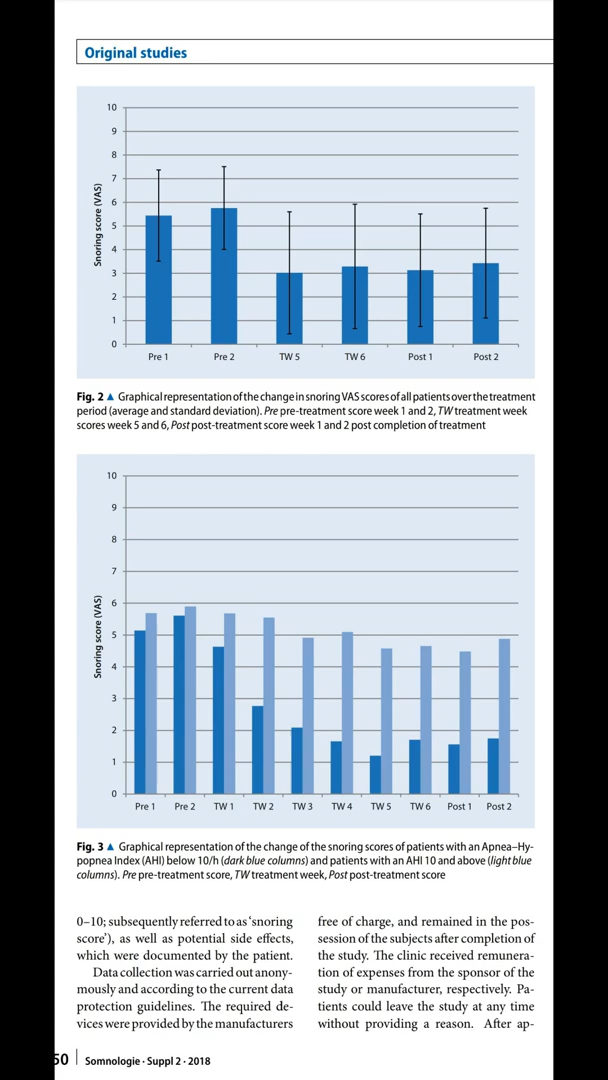 Original studies
10
9
8
7
6
5
4
3
2
1
0
Snoring score (VAS)
Pre 1 Pre 2 TW 5 TW 6 Post 1 Post 2
Fig. 2 ▲ Graphical representation of the change in snoring VAS scores of all patients over the treatment
period (average and standard deviation). Pre pre-treatment score week 1 and 2, TW treatment week
scores week 5 and 6, Post post-treatment score week 1 and 2 post completion of treatment
10
9
8
7
6
5
4
3
2
1
0
Snoring score (VAS)
Pre 1 Pre 2 TW 1 TW 2 TW 3 TW 4 TW 5 TW 6 Post 1 Post 2
Fig. 3 ▲ Graphical representation of the change of the snoring scores of patients with an Apnea–Hy-
popnea Index (AHI) below 10/h (dark blue columns) and patients with an AHI 10 and above (light blue
columns). Pre pre-treatment score, TW treatment week, Post post-treatment score
0–10; subsequently referred to as ‘snoring
score’), as well as potential side effects,
which were documented by the patient.
Data collection was carried out anony-
mously and according to the current data
protection guidelines. The required de-
vices were provided by the manufacturers
free of charge, and remained in the pos-
session of the subjects after completion of
the study. The clinic received remunera-
tion of expenses from the sponsor of the
study or manufacturer, respectively. Pa-
tients could leave the study at any time
without providing a reason. After ap-
50 Somnologie · Suppl 2 · 2018